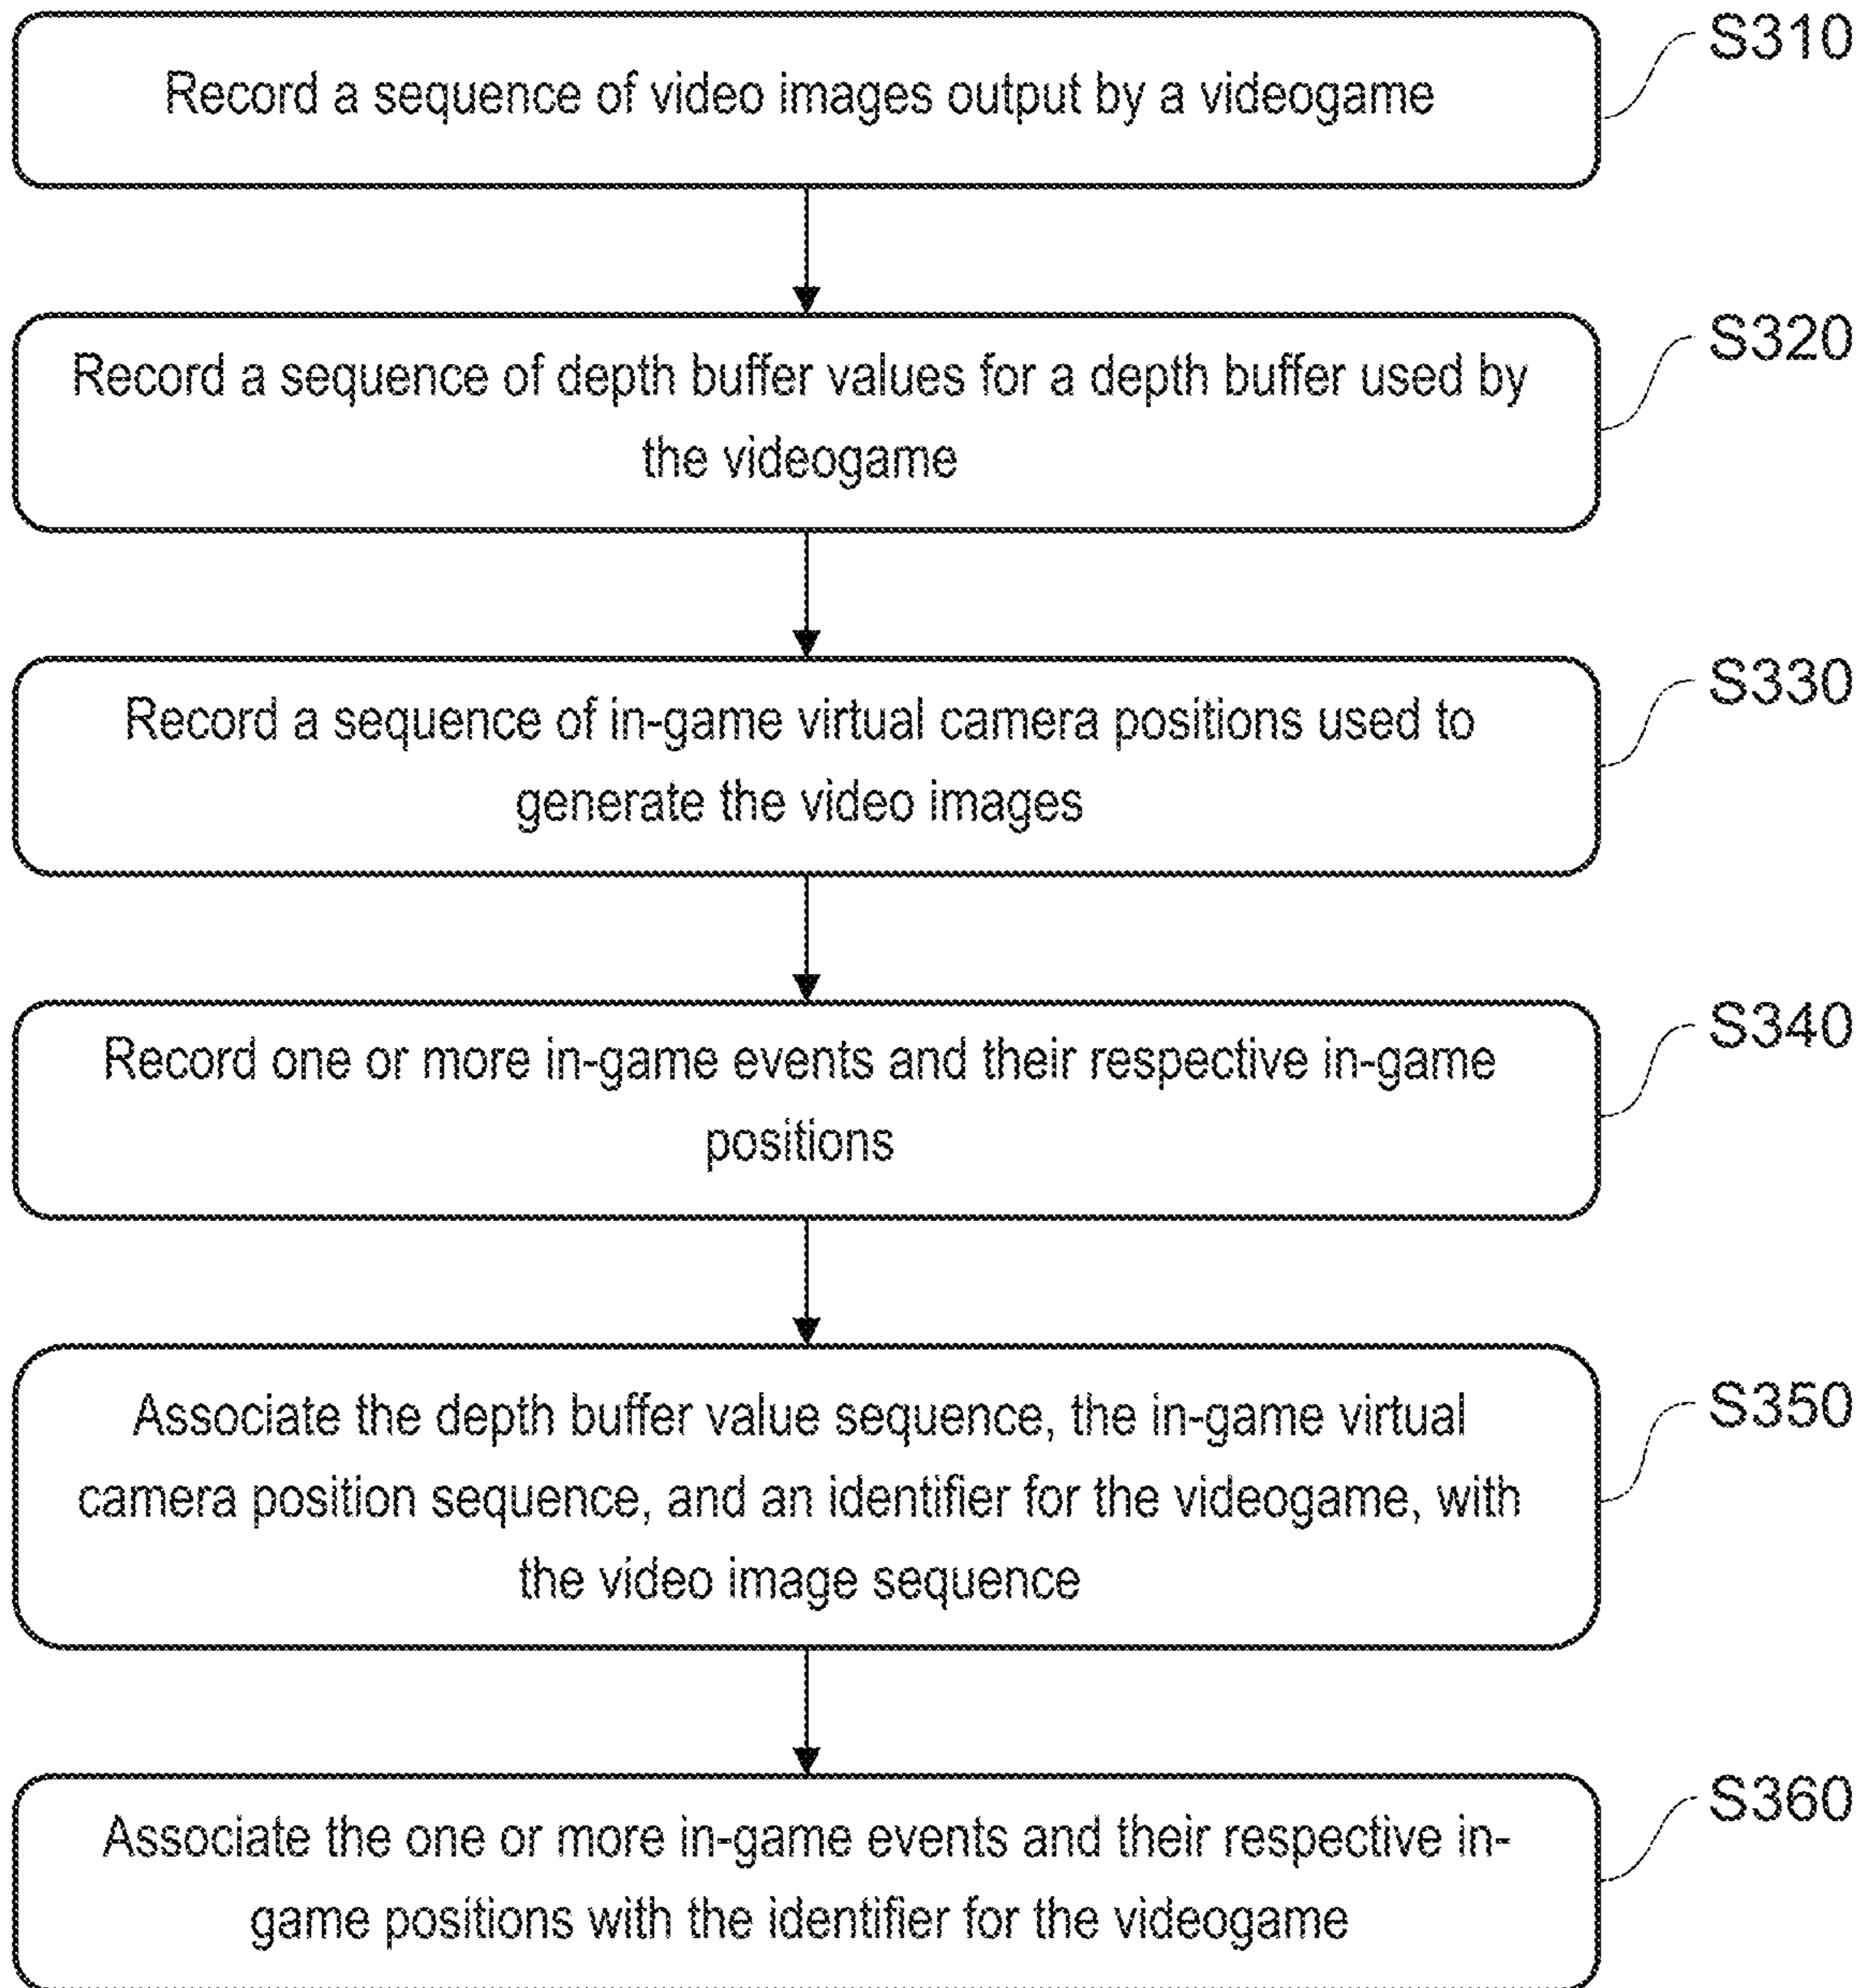 S310
Record a sequence of video images output by a videogame
S320
Record a sequence of depth buffer values for a depth buffer used by
the videogame
S330
Record a sequence of in-game virtual camera positions used to
generate the video images
S340
Record one or more in-game events and their respective in-game
positions
S350
Associate the depth buffer value sequence, the in-game virtual
camera position sequence, and an identifier for the videogame, with
the video image sequence
S360
Associate the one or more in-game events and their respective in-
game positions with the identifier for the videogame